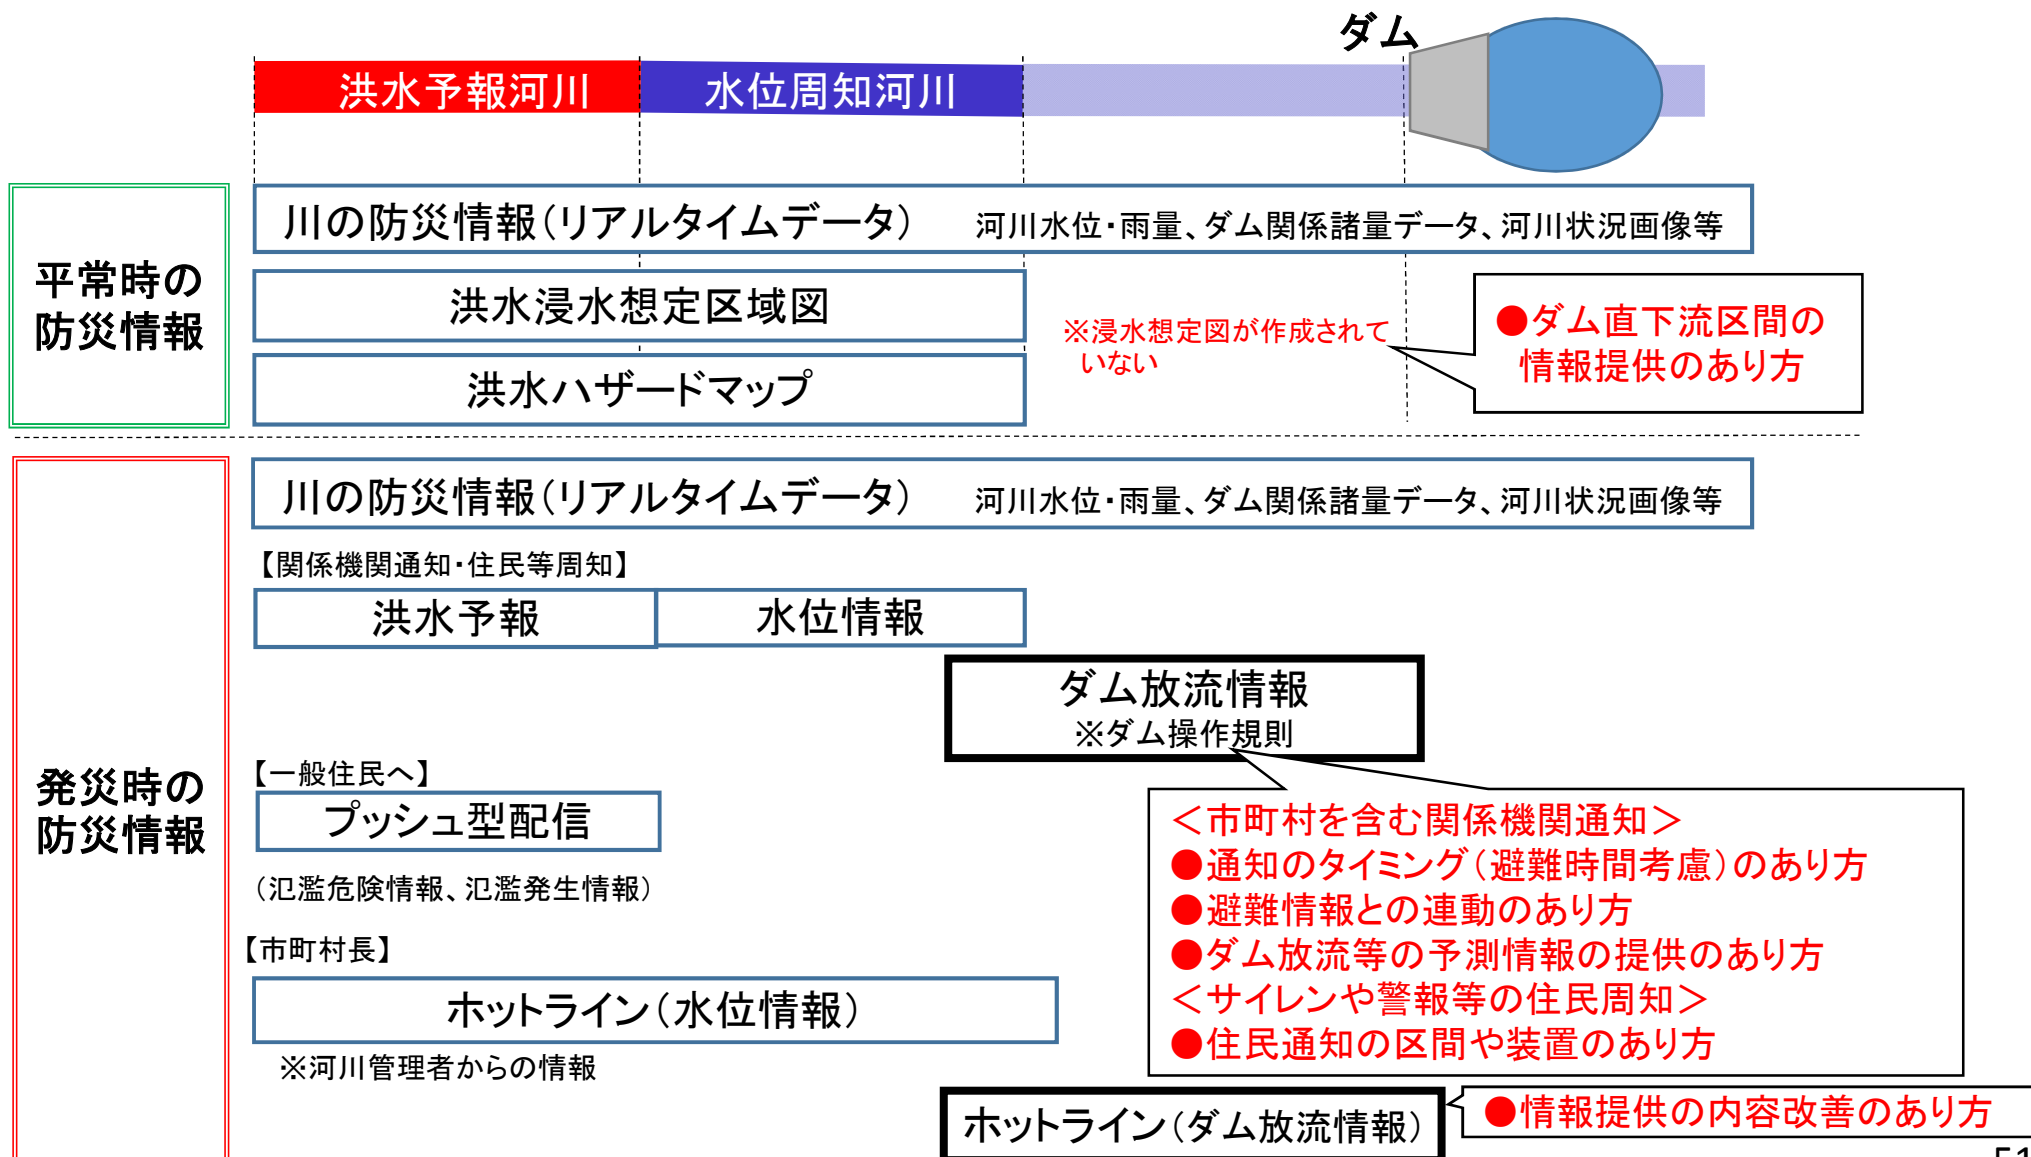 ダム
洪水予報河川
水位周知河川
平常時の
防災情報
川の防災情報(リアルタイムデータ) 河川水位・雨量、ダム関係諸量データ、河川状況画像等
洪水浸水想定区域図
洪水ハザードマップ
※浸水想定図が作成されて
いない
●ダム直下流区間の
情報提供のあり方
発災時の
防災情報
川の防災情報(リアルタイムデータ) 河川水位・雨量、ダム関係諸量データ、河川状況画像等
【関係機関通知・住民等周知】
洪水予報
水位情報
ダム放流情報
※ダム操作規則
【一般住民へ】
プッシュ型配信
(氾濫危険情報、氾濫発生情報)
<市町村を含む関係機関通知>
●通知のタイミング(避難時間考慮)のあり方
●避難情報との連動のあり方
●ダム放流等の予測情報の提供のあり方
<サイレンや警報等の住民周知>
●住民通知の区間や装置のあり方
【市町村長】
ホットライン(水位情報)
※河川管理者からの情報
ホットライン(ダム放流情報)
●情報提供の内容改善のあり方